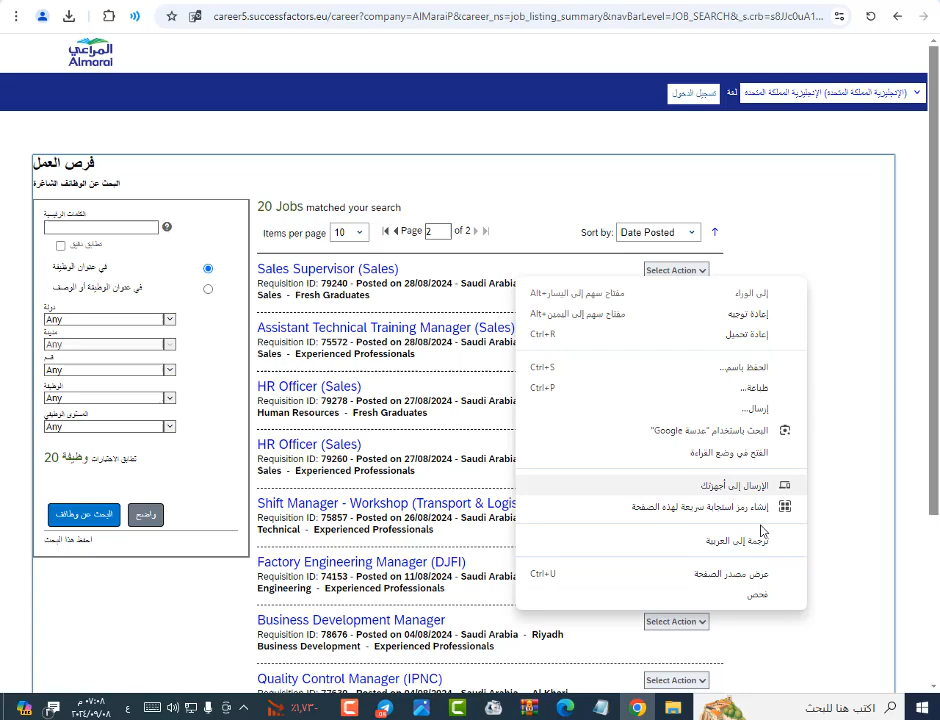 career5.successfactors.eu/career?company=AlMaraiP&career_ns=job_listing_summary&navBarLevel=JOB_SEARCH&_s.crb=s8JJc0uA1...
المراعي
Almarai
تسجيل الدخول
لغة
الإنجليزية المملكة المتحدة (الإنجليزية المملكة المتحدة)
فرص العمل
البحث عن الوظائف الشاغرة
الكلمات الرئيسية
تطابق دقيق
في عنوان الوظيفة
في عنوان الوظيفة أو الوصف
دولة
Any
مدينة
Any
قسم
Any
الوظيفة
Any
المستوى الوظيفي
Any
20 وظيفة تطابق الاختيارات
البحث عن وظائف
واضح
احفظ هذا البحث
20 Jobs matched your search
Items per page 10 Page 2 of 2
Sort by: Date Posted
Sales Supervisor (Sales)
Select Action
Requisition ID: 79240 - Posted on 28/08/2024 - Saudi Arabia
Sales - Fresh Graduates
Assistant Technical Training Manager (Sales)
Requisition ID: 75572 - Posted on 28/08/2024 - Saudi Arabia
Sales - Experienced Professionals
HR Officer (Sales)
Requisition ID: 79278 - Posted on 27/08/2024 - Saudi Arabia
Human Resources - Fresh Graduates
HR Officer (Sales)
Requisition ID: 79260 - Posted on 27/08/2024 - Saudi Arabia
Sales - Experienced Professionals
Shift Manager - Workshop (Transport & Logis
Requisition ID: 75857 - Posted on 26/08/2024 - Saudi Arabia
Technical - Experienced Professionals
Factory Engineering Manager (DJFI)
Requisition ID: 74153 - Posted on 11/08/2024 - Saudi Arabia
Engineering - Experienced Professionals
Business Development Manager
Select Action
Requisition ID: 78676 - Posted on 04/08/2024 - Saudi Arabia - Riyadh
Business Development - Experienced Professionals
Quality Control Manager (IPNC)
Select Action
إلى الوراء
Alt+مفتاح سهم إلى اليسار
إعادة توجيه
Alt+مفتاح سهم إلى اليمين
إعادة تحميل
Ctrl+R
الحفظ باسم...
Ctrl+S
طباعة...
Ctrl+P
إرسال...
البحث باستخدام "عدسة Google"
الفتح في وضع القراءة
الإرسال إلى أجهزتك
إنشاء رمز استجابة سريعة لهذه الصفحة
ترجمة إلى العربية
عرض مصدر الصفحة
Ctrl+U
فحص
اكتب هنا للبحث
٪١,٧٣-
ع
٠٧:٠٨ م
٢٠٢٤/٠٩/٠٨